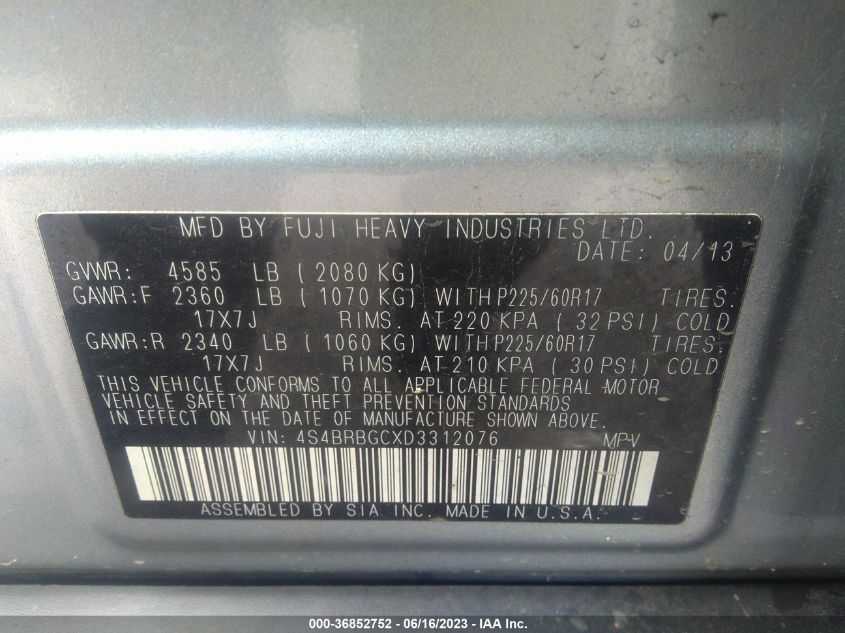 MFD BY FUJI HEAVY INDUSTRIES LTD.
DATE: 04/13
GVWR: 4585 LB ( 2080 KG)
GAWR:F 2360 LB ( 1070 KG) WITH P225/60R17 TIRES.
17X7J RIMS. AT 220 KPA ( 32 PSI) COLD
GAWR:R 2340 LB ( 1060 KG) WITH P225/60R17 TIRES.
17X7J RIMS. AT 210 KPA ( 30 PSI) COLD
THIS VEHICLE CONFORMS TO ALL APPLICABLE FEDERAL MOTOR
VEHICLE SAFETY AND THEFT PREVENTION STANDARDS
IN EFFECT ON THE DATE OF MANUFACTURE SHOWN ABOVE.
VIN: 4S4BRBGCXD3312076 MPV
ASSEMBLED BY SIA INC. MADE IN U.S.A.
000-36852752 - 06/16/2023 - IAA Inc.